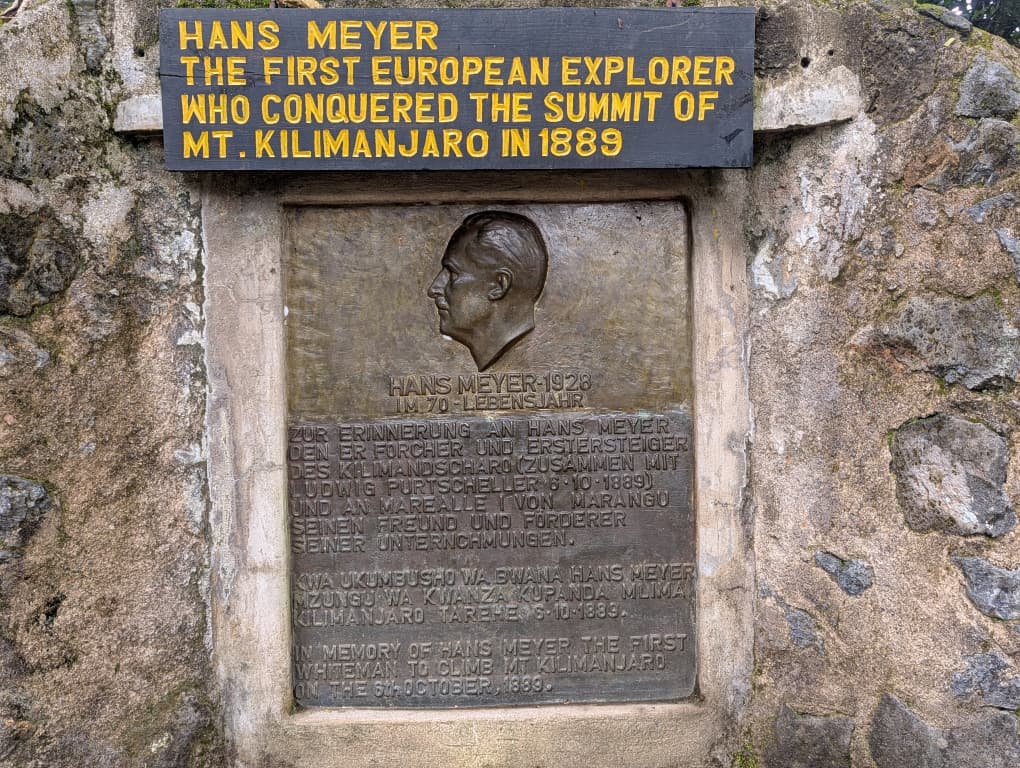 HANS MEYER
THE FIRST EUROPEAN EXPLORER
WHO CONQUERED THE SUMMIT OF
MT. KILIMANJARO IN 1889
HANS MEYER-1928
IM 70-LEBENSJAHR
ZUR ERINNERUNG AN HANS MEYER
DEN ER FORCHER UND ERSTERSTEIGER
DES KILIMANDSCHARO (ZUSAMMEN MIT
LUDWIG PURTSCHELLER 6·10·1889)
UND AN MAREALLE I VON MARANGU
SEINEN FREUND UND FORDERER
SEINER UNTERNCHMUNGEN.
KWA UKUMBUSHO WA BWANA HANS MEYER
MZUNGU WA KWANZA KUPANDA MLIMA
KILIMANJARO TAREHE 6·10·1889.
IN MEMORY OF HANS MEYER THE FIRST
WHITEMAN TO CLIMB MT KILIMANJARO
ON THE 6th OCTOBER, 1889.